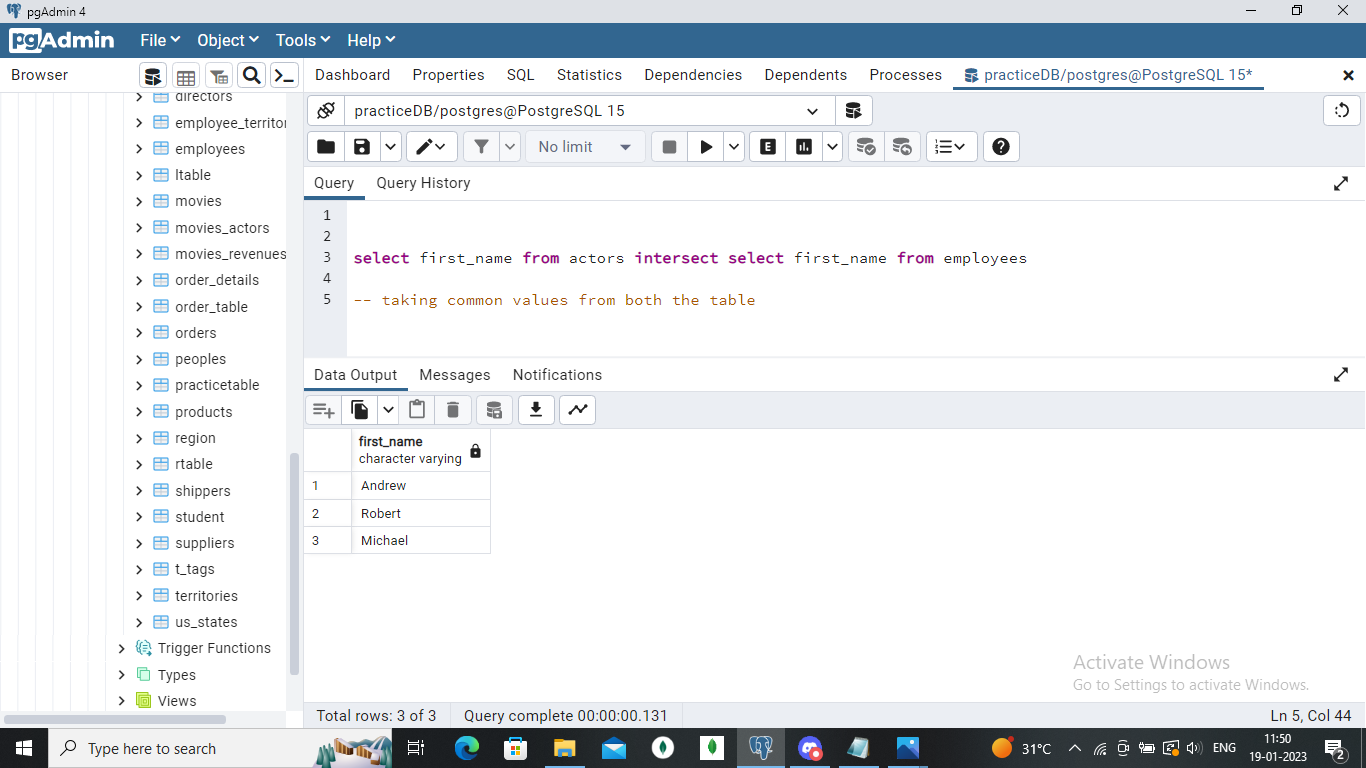 pgAdmin 4
pgAdmin File Object Tools Help
Browser
Dashboard Properties SQL Statistics Dependencies Dependents Processes practiceDB/postgres@PostgreSQL 15*
directors
employee_territo
employees
ltable
movies
movies_actors
movies_revenues
order_details
order_table
orders
peoples
practicetable
products
region
rtable
shippers
student
suppliers
t_tags
territories
us_states
Trigger Functions
Types
Views
practiceDB/postgres@PostgreSQL 15
No limit
E
Query Query History
1
2
3 select first_name from actors intersect select first_name from employees
4
5 -- taking common values from both the table
Data Output Messages Notifications
first_name
character varying
1 Andrew
2 Robert
3 Michael
Activate Windows
Go to Settings to activate Windows.
Total rows: 3 of 3 Query complete 00:00:00.131 Ln 5, Col 44
Type here to search
31°C ENG
11:50
19-01-2023
2